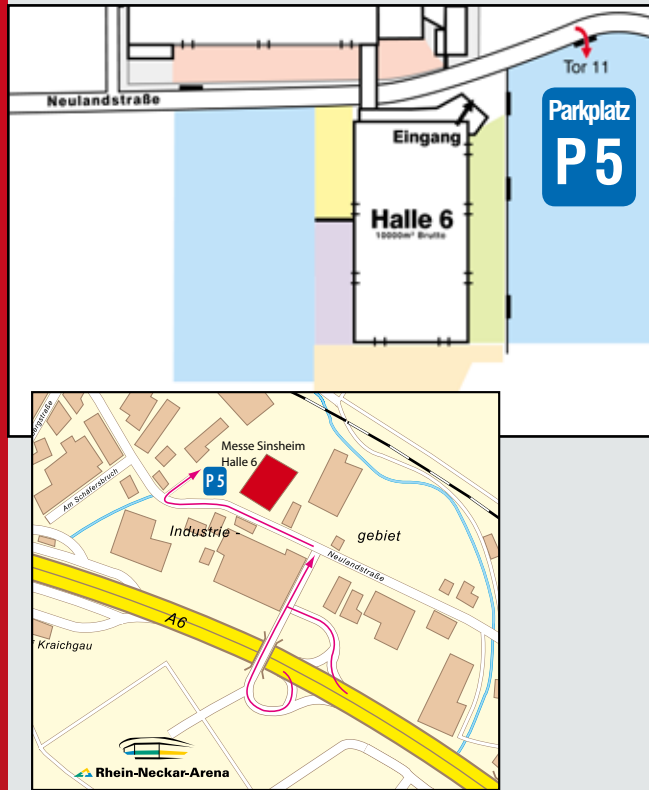 Neulandstraße
Tor 11
Parkplatz
P 5
Eingang
Halle 6
10000m² Brutto
Messe Sinsheim
Halle 6
P 5
Am Schäfersbruch
Industrie -
gebiet
Neulandstraße
A6
Kraichgau
Rhein-Neckar-Arena